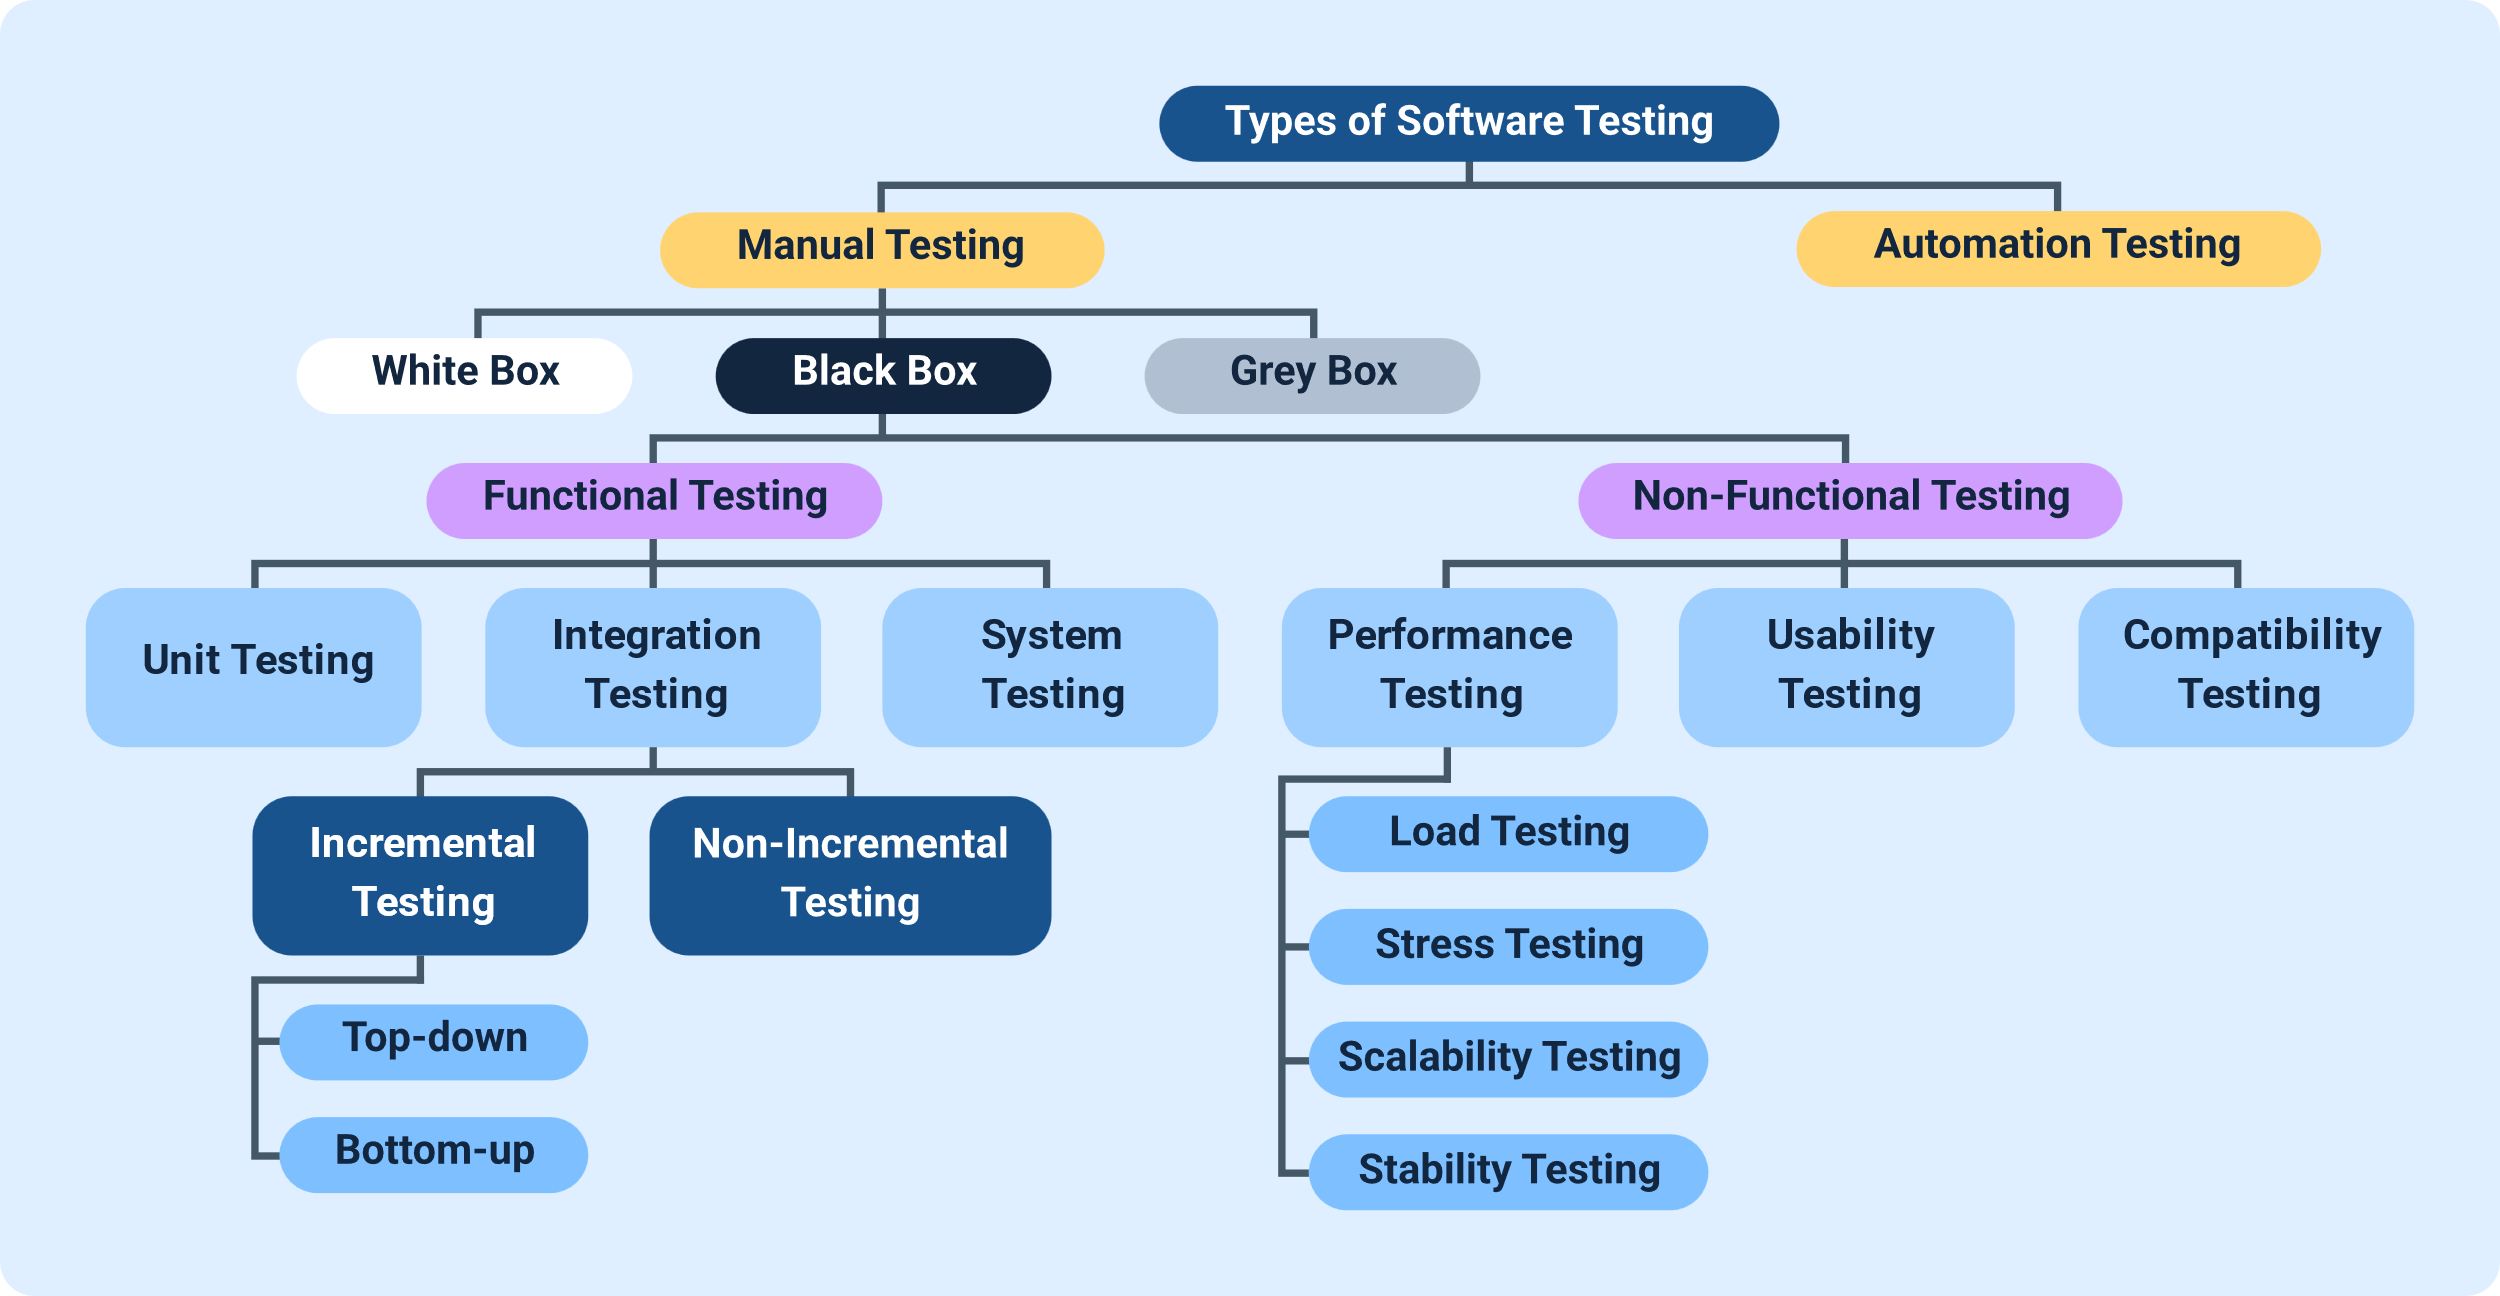 Types of Software Testing
Manual Testing
Automation Testing
White Box
Black Box
Grey Box
Functional Testing
Non-Functional Testing
Unit Testing
Integration
Testing
System
Testing
Performance
Testing
Usability
Testing
Compatibility
Testing
Incremental
Testing
Non-Incremental
Testing
Top-down
Bottom-up
Load Testing
Stress Testing
Scalability Testing
Stability Testing